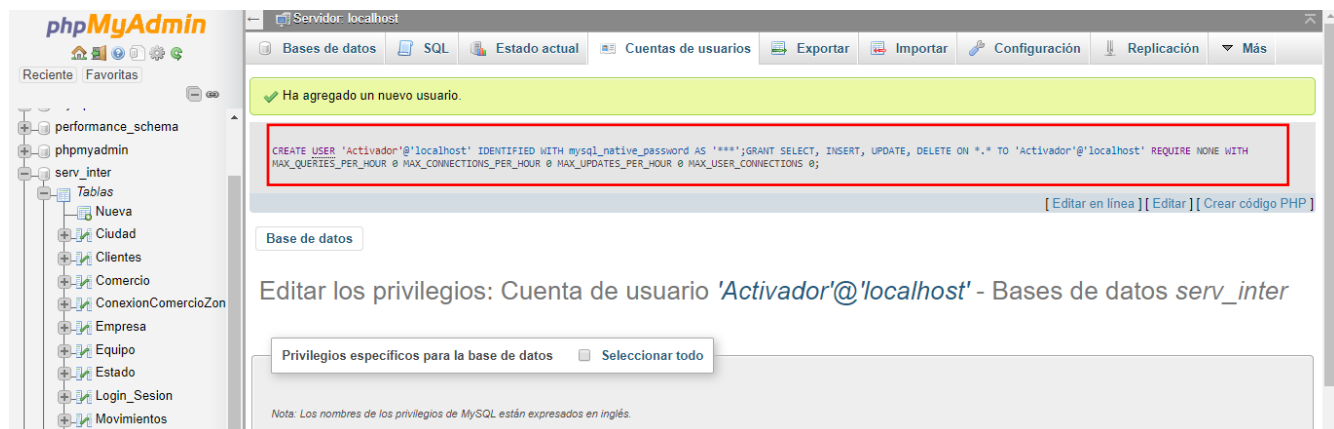 phpMyAdmin
Reciente Favoritas
performance_schema
phpmyadmin
serv_inter
Tablas
Nueva
Ciudad
Clientes
Comercio
ConexionComercioZon
Empresa
Equipo
Estado
Login_Sesion
Movimientos
Servidor: localhost
Bases de datos SQL Estado actual Cuentas de usuarios Exportar Importar Configuración Replicación Más
Ha agregado un nuevo usuario.
CREATE USER 'Activador'@'localhost' IDENTIFIED WITH mysql_native_password AS '***';GRANT SELECT, INSERT, UPDATE, DELETE ON *.* TO 'Activador'@'localhost' REQUIRE NONE WITH
MAX_QUERIES_PER_HOUR 0 MAX_CONNECTIONS_PER_HOUR 0 MAX_UPDATES_PER_HOUR 0 MAX_USER_CONNECTIONS 0;
[ Editar en línea ] [ Editar ] [ Crear código PHP ]
Base de datos
Editar los privilegios: Cuenta de usuario 'Activador'@'localhost' - Bases de datos serv_inter
Privilegios específicos para la base de datos Seleccionar todo
Nota: Los nombres de los privilegios de MySQL están expresados en inglés.